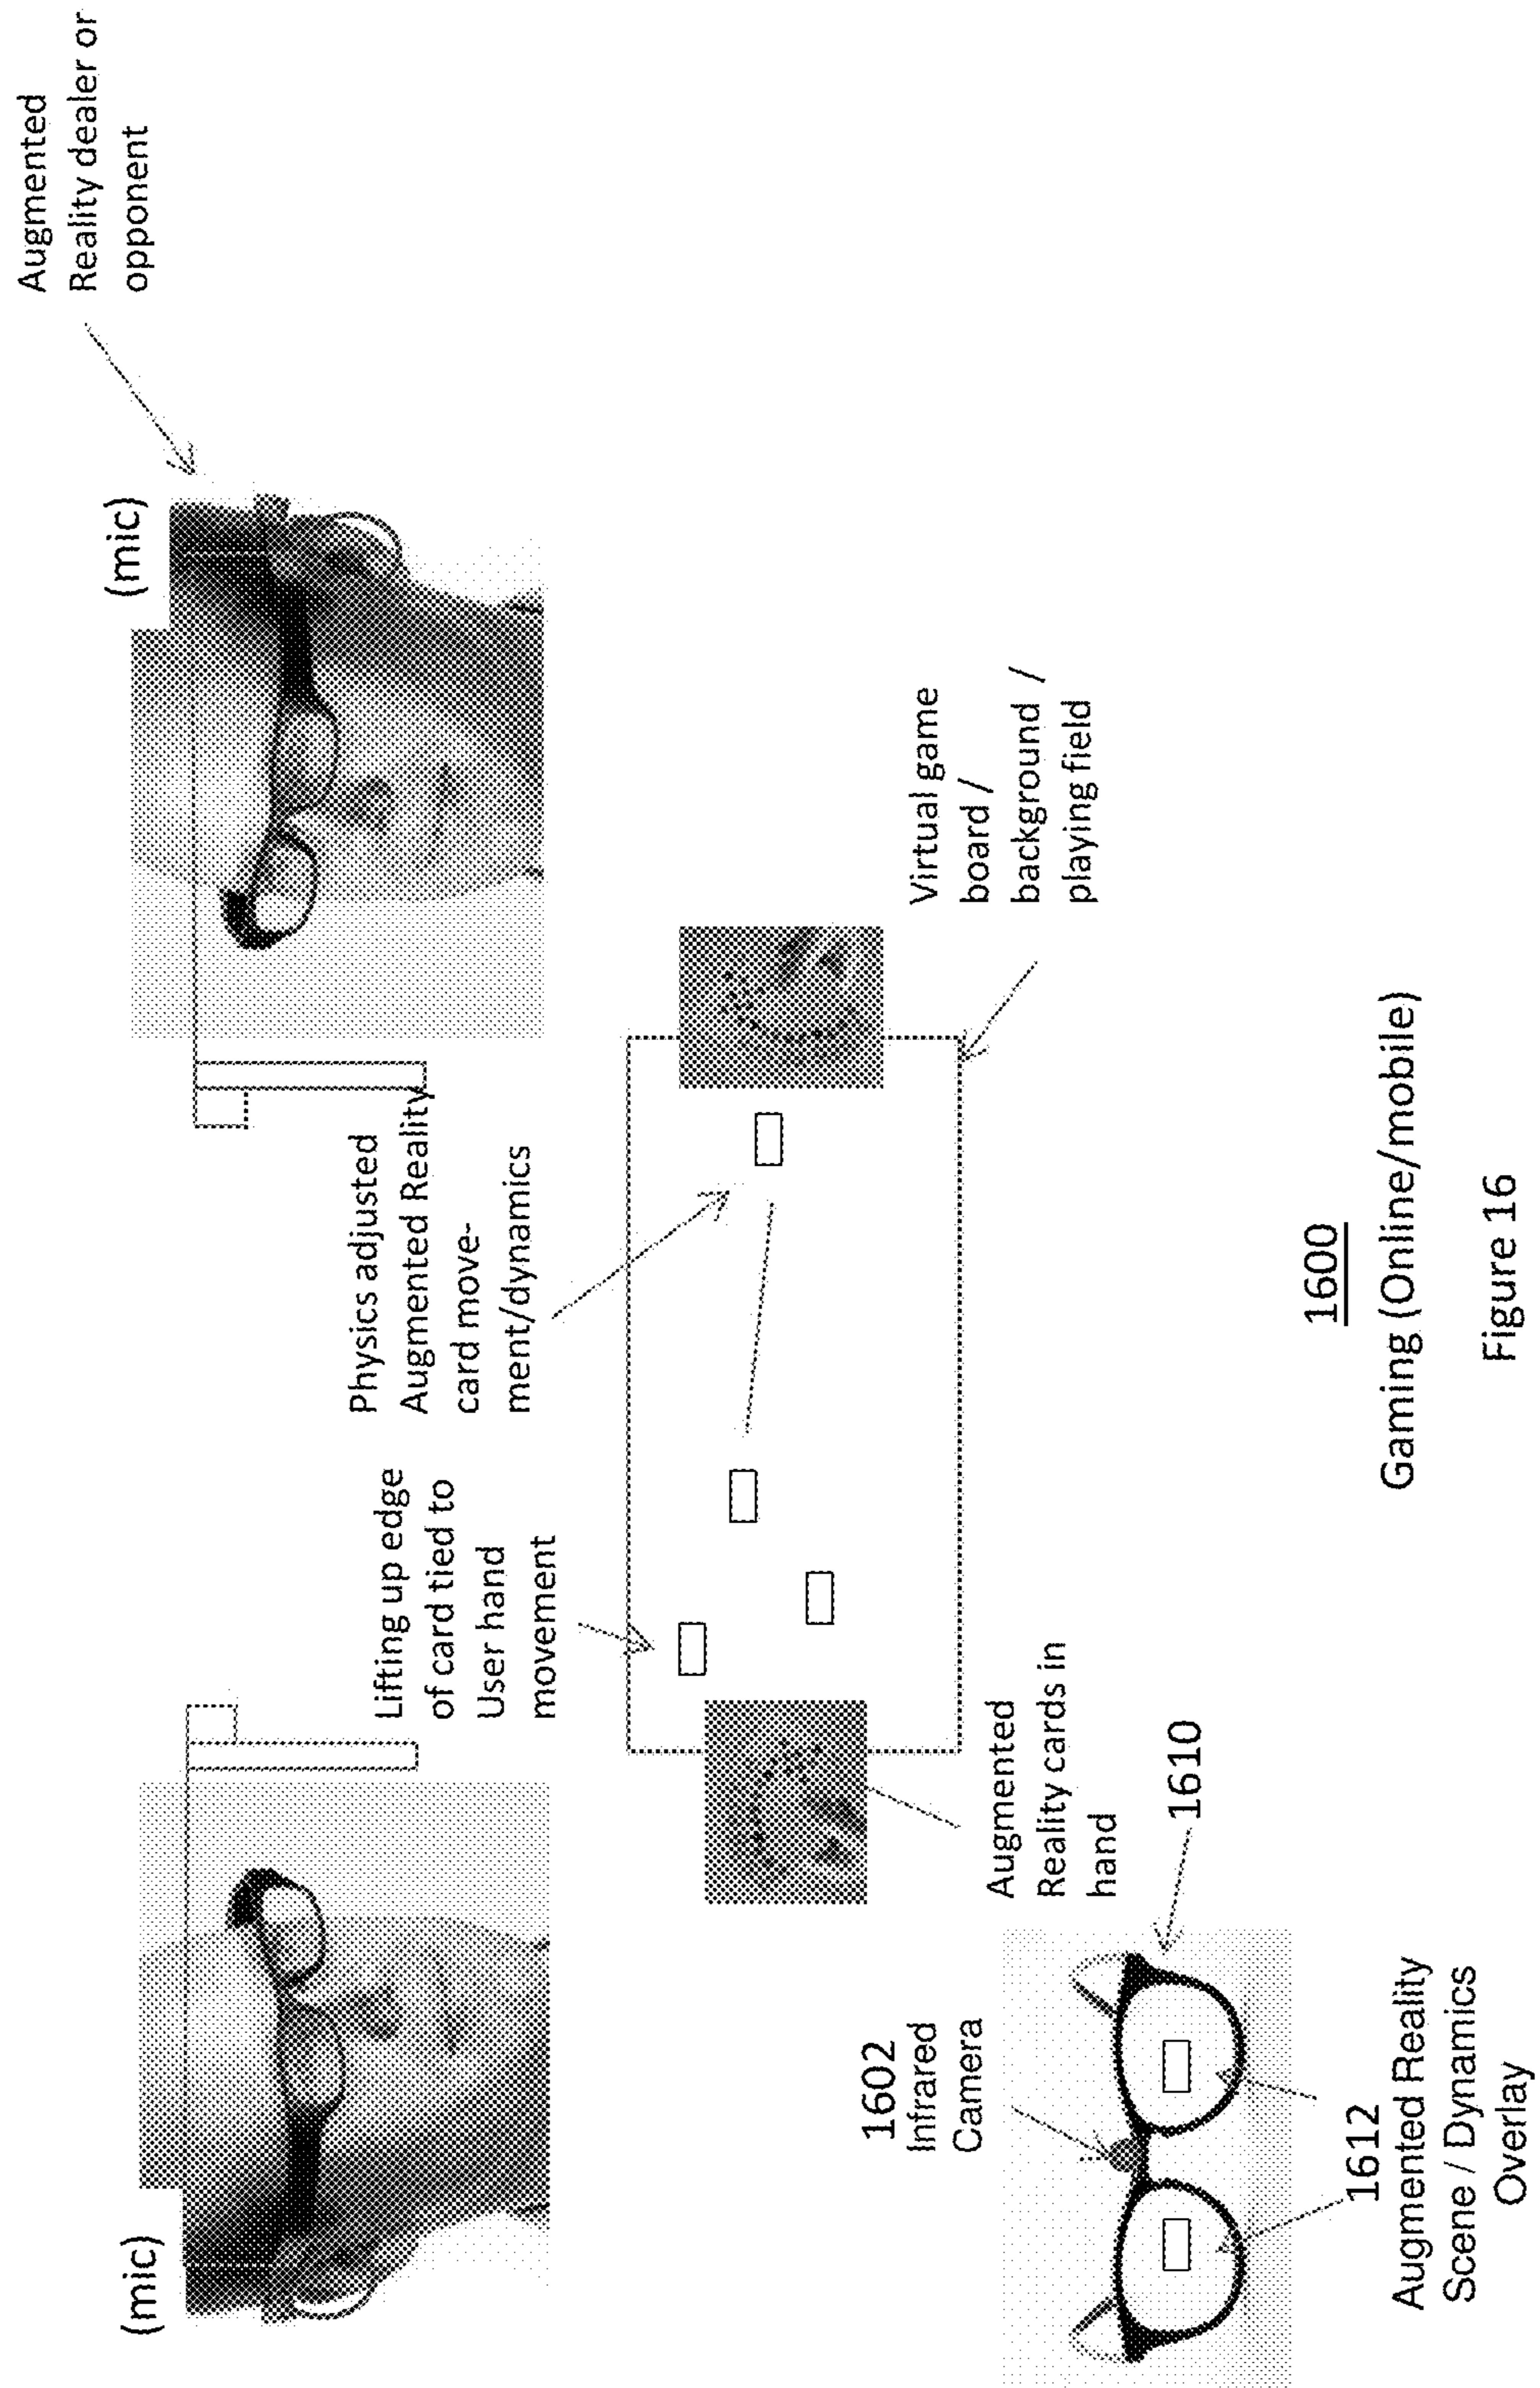 (mic)
(mic)
Augmented
Reality dealer or
opponent
Lifting up edge
of card tied to
User hand
movement
Physics adjusted
Augmented Reality
card move-
ment/dynamics
Virtual game
board /
background /
playing field
Augmented
Reality cards in
hand
1602
Infrared
Camera
1610
1612
Augmented Reality
Scene / Dynamics
Overlay
1600
Gaming (Online/mobile)
Figure 16